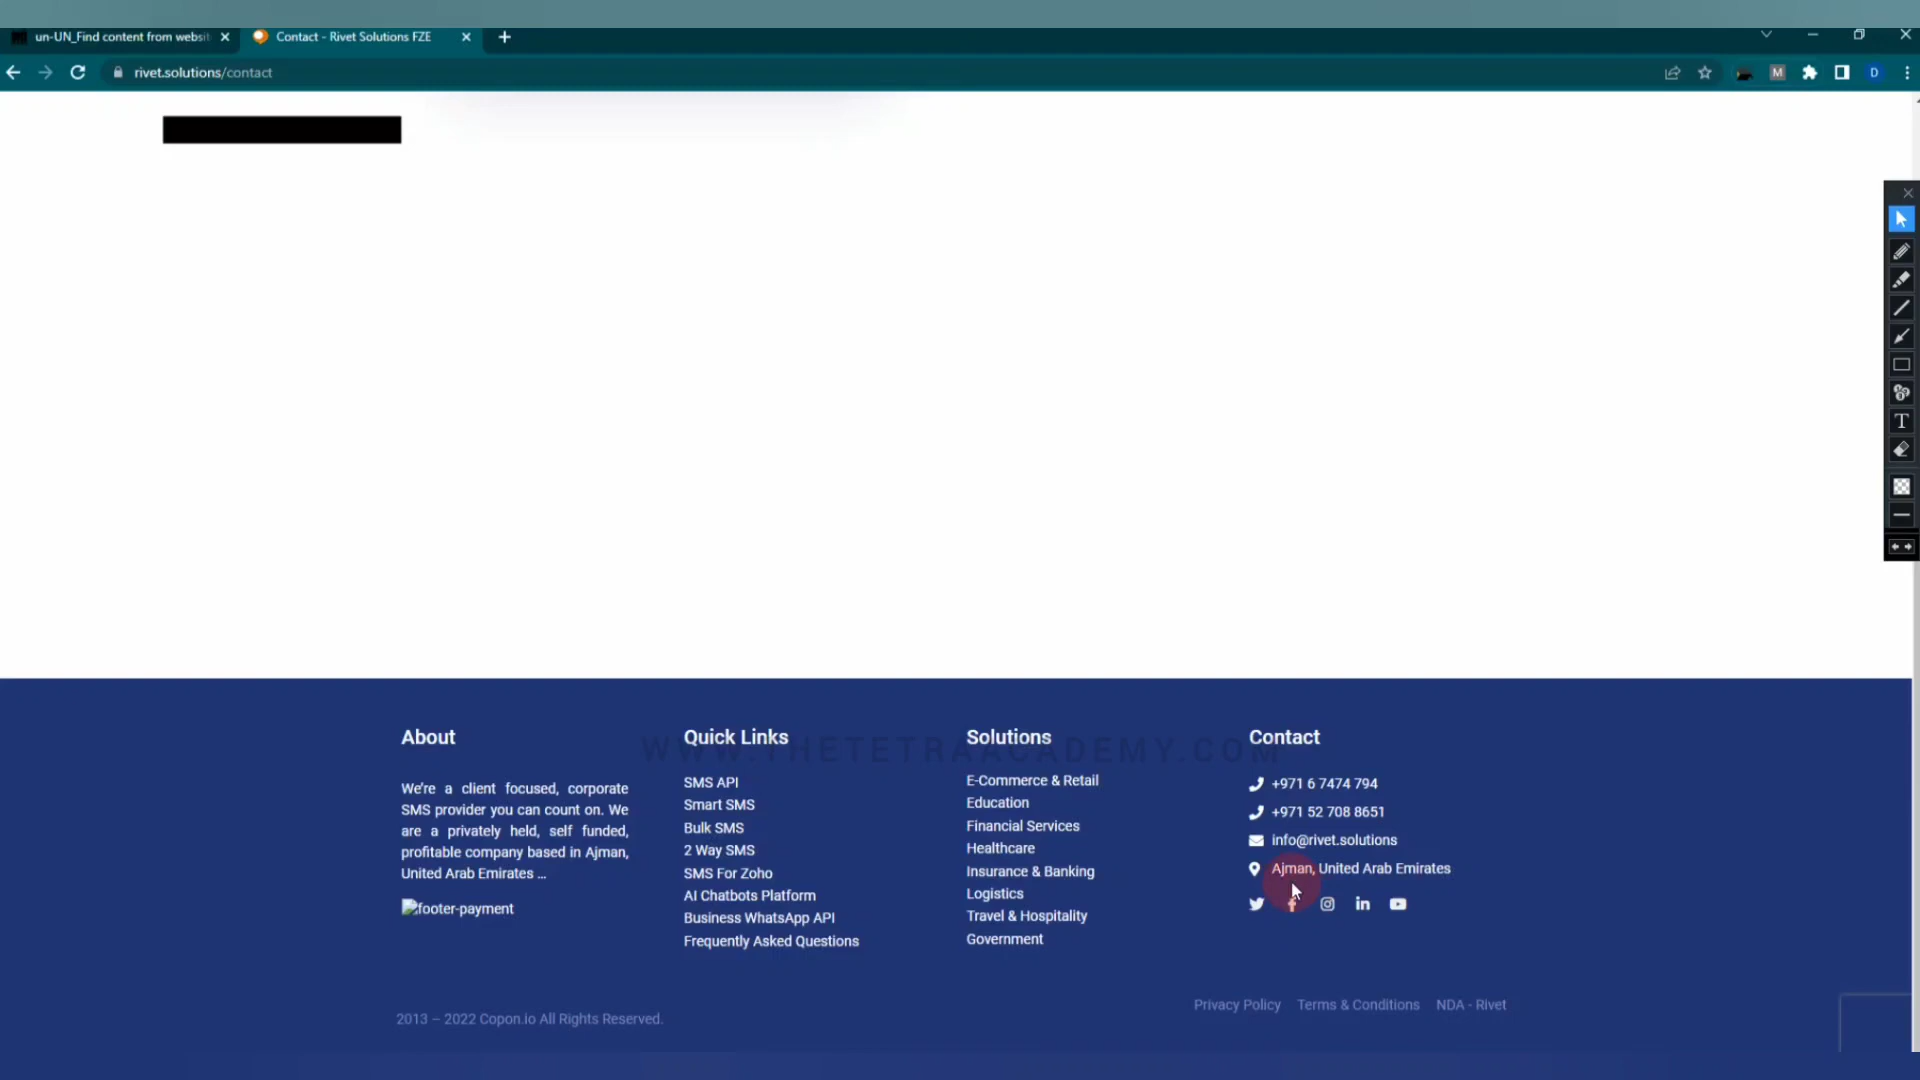 un-UN_Find content from websit
Contact - Rivet Solutions FZE
rivet.solutions/contact
M
D
T
WWW.THETETRAACADEMY.COM
About
We're a client focused, corporate
SMS provider you can count on. We
are a privately held, self funded,
profitable company based in Ajman,
United Arab Emirates ...
footer-payment
Quick Links
SMS API
Smart SMS
Bulk SMS
2 Way SMS
SMS For Zoho
AI Chatbots Platform
Business WhatsApp API
Frequently Asked Questions
Solutions
E-Commerce & Retail
Education
Financial Services
Healthcare
Insurance & Banking
Logistics
Travel & Hospitality
Government
Contact
+971 6 7474 794
+971 52 708 8651
info@rivet.solutions
Ajman, United Arab Emirates
2013 – 2022 Copon.io All Rights Reserved.
Privacy Policy Terms & Conditions NDA - Rivet